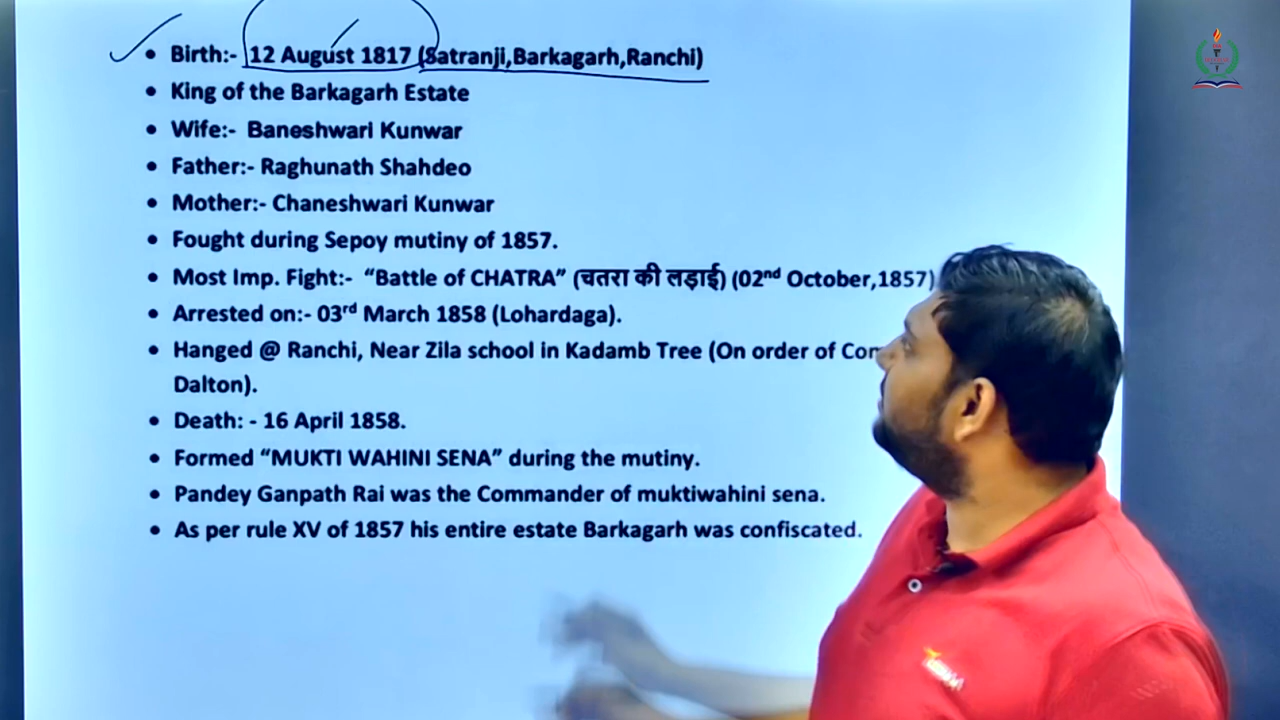 • Birth:- 12 August 1817 (Satranji,Barkagarh,Ranchi)
• King of the Barkagarh Estate
• Wife:- Baneshwari Kunwar
• Father:- Raghunath Shahdeo
• Mother:- Chaneshwari Kunwar
• Fought during Sepoy mutiny of 1857.
• Most Imp. Fight:- “Battle of CHATRA” (चतरा की लड़ाई) (02nd October,1857)
• Arrested on:- 03rd March 1858 (Lohardaga).
• Hanged @ Ranchi, Near Zila school in Kadamb Tree (On order of
Dalton).
• Death: - 16 April 1858.
• Formed “MUKTI WAHINI SENA” during the mutiny.
• Pandey Ganpath Rai was the Commander of muktiwahini sena.
• As per rule XV of 1857 his entire estate Barkagarh was confiscated.